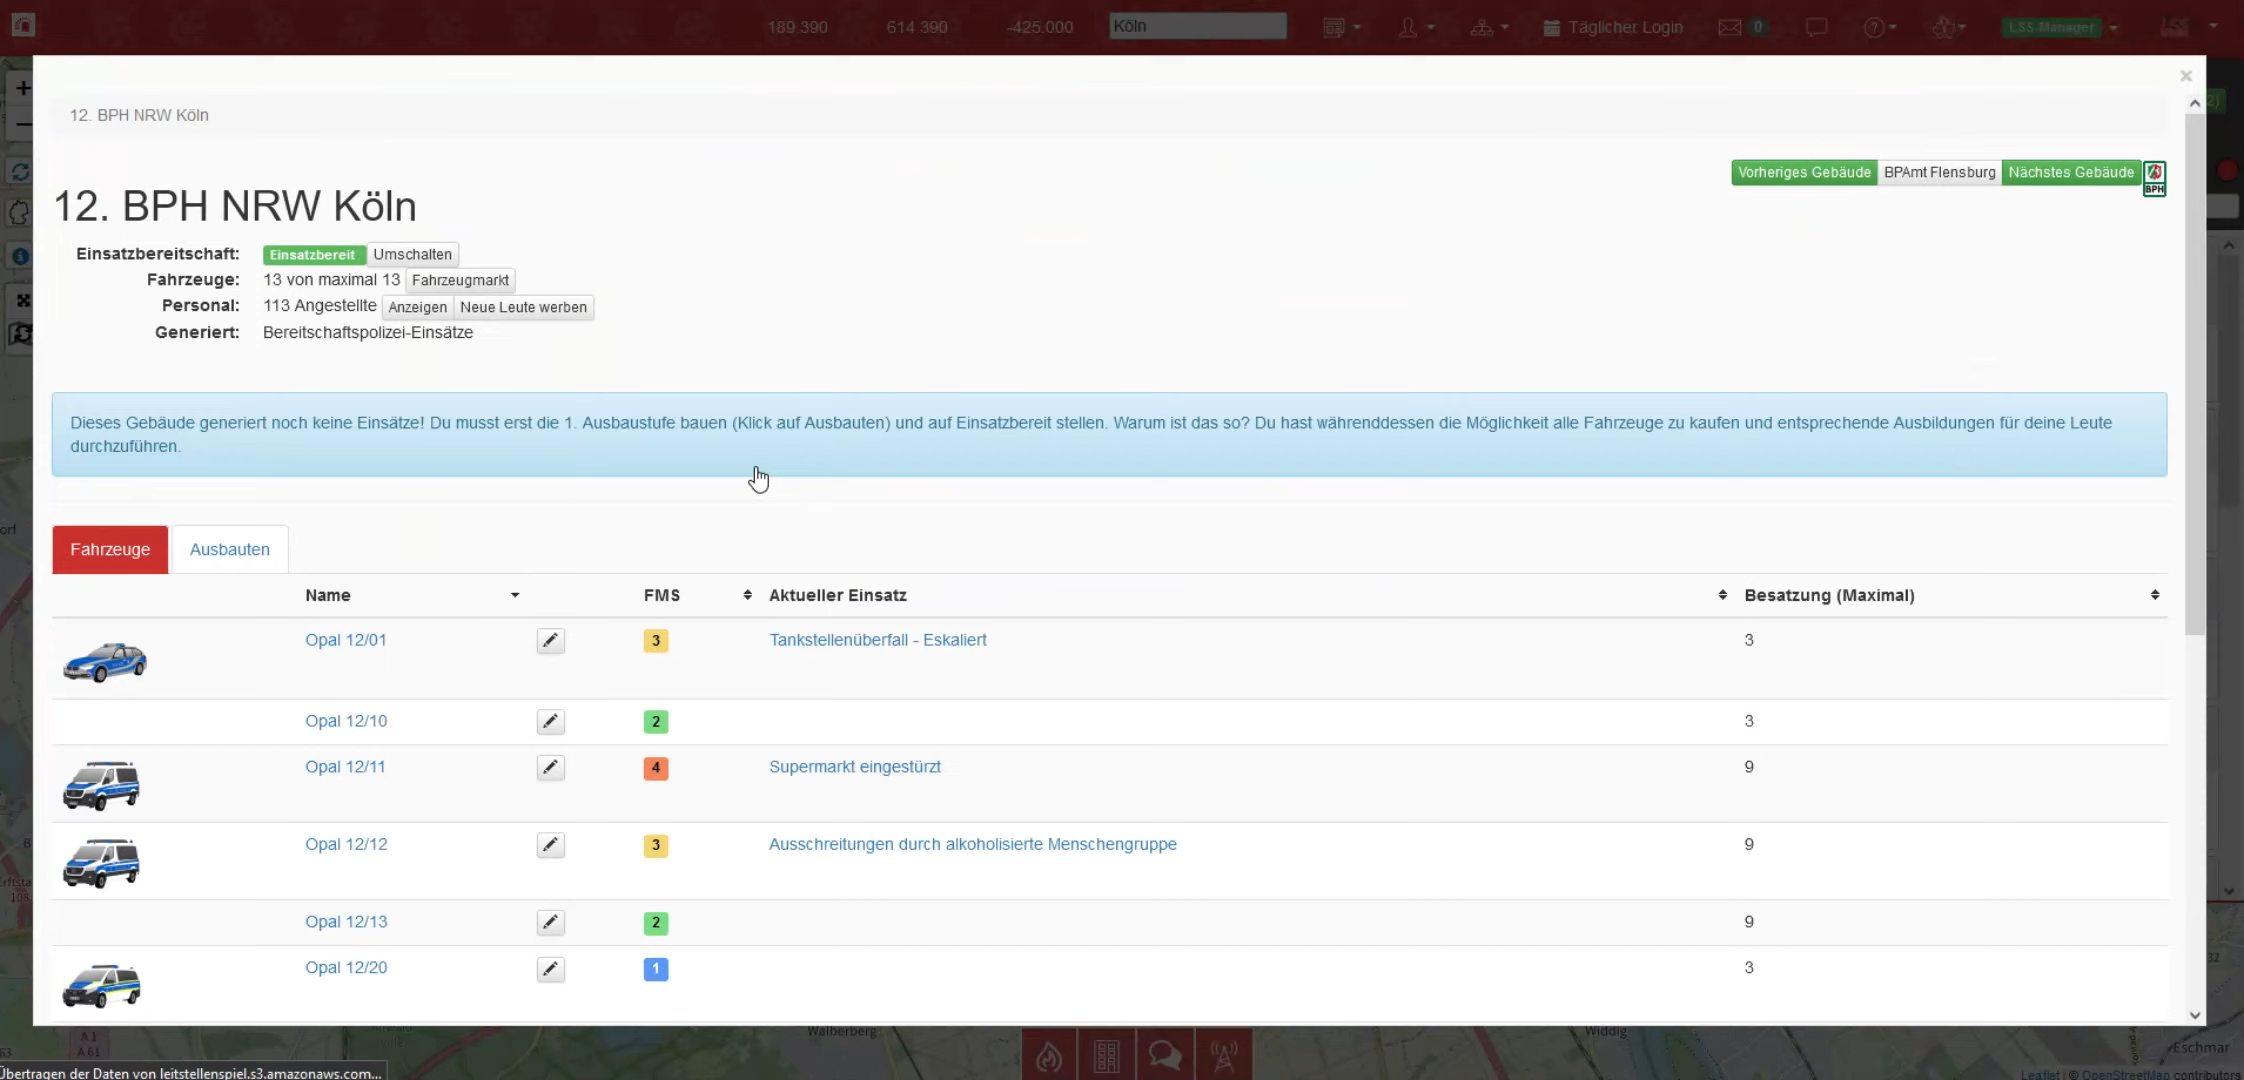 189.390 614.390 -425.000 Köln Täglicher Login 0 LSS-Manager
12. BPH NRW Köln
Vorheriges Gebäude BPAmt Flensburg Nächstes Gebäude
BPH
12. BPH NRW Köln
Einsatzbereitschaft: Einsatzbereit Umschalten
Fahrzeuge: 13 von maximal 13 Fahrzeugmarkt
Personal: 113 Angestellte Anzeigen Neue Leute werben
Generiert: Bereitschaftspolizei-Einsätze
Dieses Gebäude generiert noch keine Einsätze! Du musst erst die 1. Ausbaustufe bauen (Klick auf Ausbauten) und auf Einsatzbereit stellen. Warum ist das so? Du hast währenddessen die Möglichkeit alle Fahrzeuge zu kaufen und entsprechende Ausbildungen für deine Leute
durchzuführen.
Fahrzeuge Ausbauten
Name FMS Aktueller Einsatz Besatzung (Maximal)
Opal 12/01 3 Tankstellenüberfall - Eskaliert 3
Opal 12/10 2 3
Opal 12/11 4 Supermarkt eingestürzt 9
Opal 12/12 3 Ausschreitungen durch alkoholisierte Menschengruppe 9
Opal 12/13 2 9
Opal 12/20 1 3
Walberberg Widdig
A 1
A 61
Eschmar
Übertragen der Daten von leitstellenspiel.s3.amazonaws.com...
Leaflet | © OpenStreetMap contributors